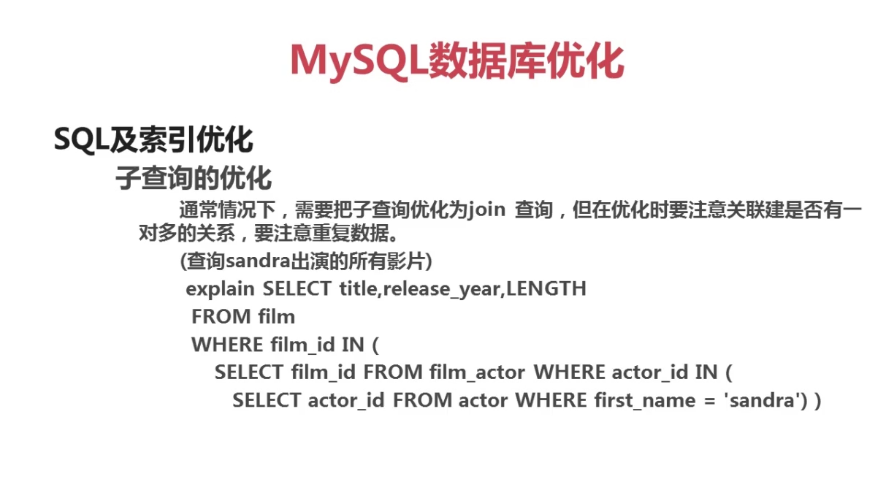 MySQL数据库优化
SQL及索引优化
子查询的优化
通常情况下，需要把子查询优化为join 查询，但在优化时要注意关联建是否有一
对多的关系，要注意重复数据。
(查询sandra出演的所有影片)
explain SELECT title,release_year,LENGTH
FROM film
WHERE film_id IN (
SELECT film_id FROM film_actor WHERE actor_id IN (
SELECT actor_id FROM actor WHERE first_name = 'sandra') )